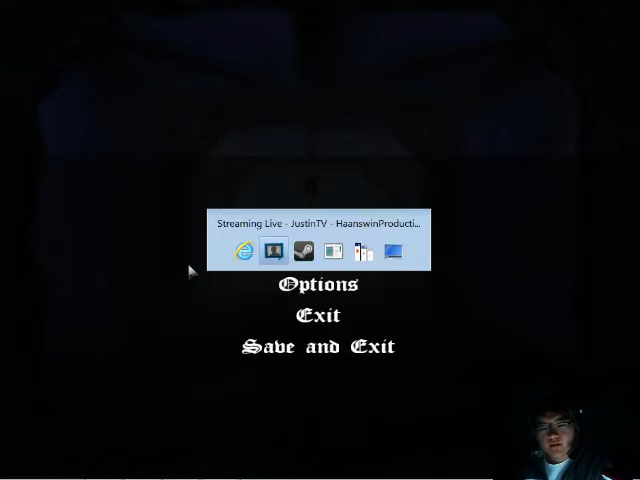 Streaming Live - JustinTV - HaanswinProducti...
Options
Exit
Save and Exit